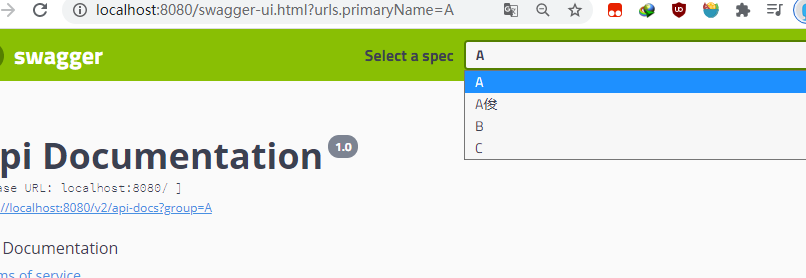 localhost:8080/swagger-ui.html?urls.primaryName=A
swagger
Select a spec
A
A
A俊
B
C
pi Documentation 1.0
ase URL: localhost:8080/ ]
//localhost:8080/v2/api-docs?group=A
Documentation
ms of service